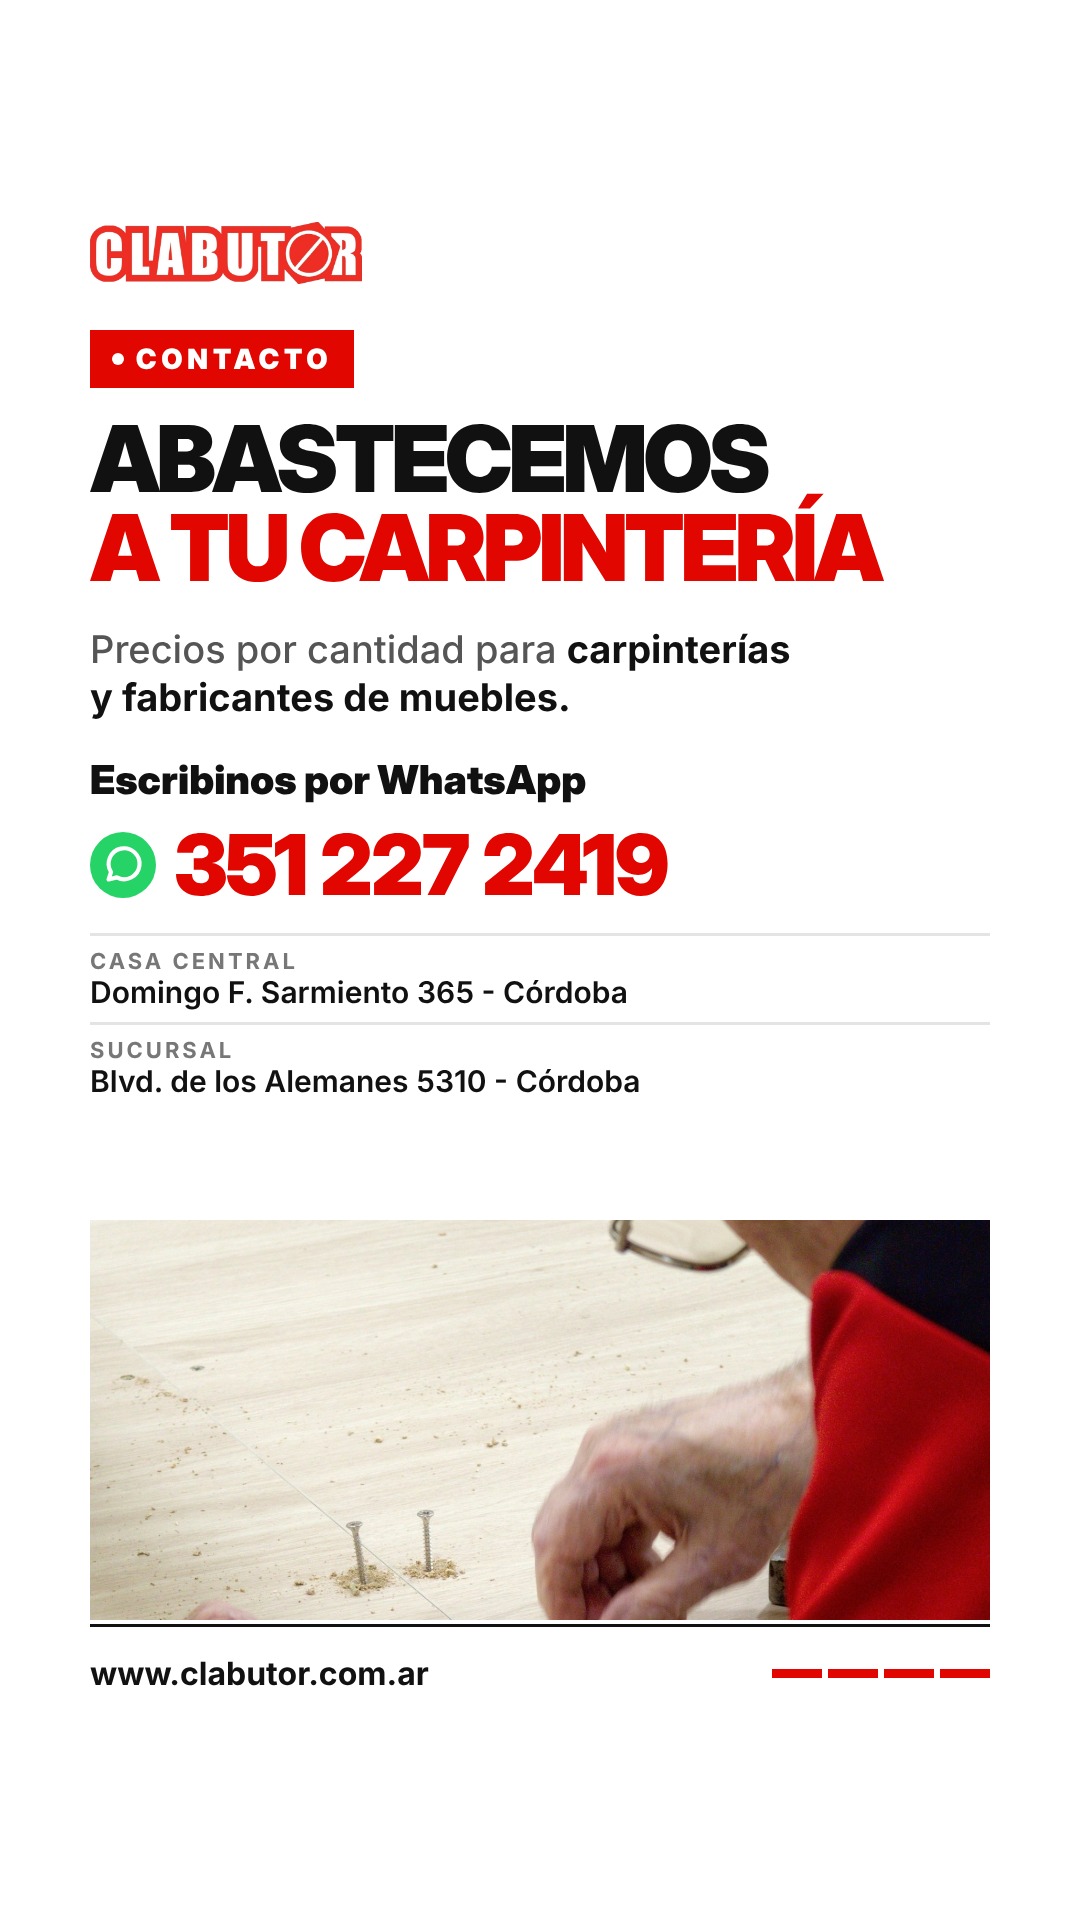 CLABUTOR
• CONTACTO
ABASTECEMOS
A TU CARPINTERÍA
Precios por cantidad para carpinterías
y fabricantes de muebles.
Escribinos por WhatsApp
351 227 2419
CASA CENTRAL
Domingo F. Sarmiento 365 - Córdoba
SUCURSAL
Blvd. de los Alemanes 5310 - Córdoba
www.clabutor.com.ar